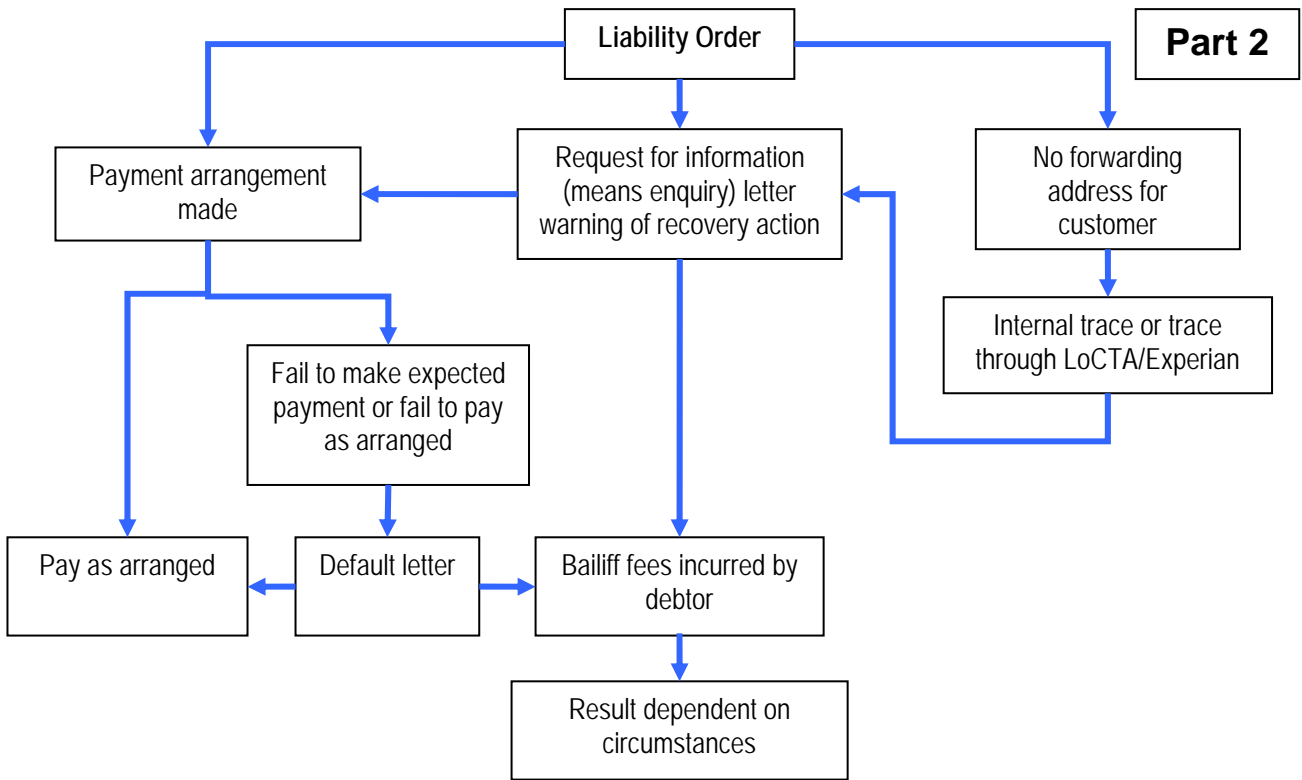 Liability Order
Part 2
Payment arrangement
made
Request for information
(means enquiry) letter
warning of recovery action
No forwarding
address for
customer
Internal trace or trace
through LoCTA/Experian
Fail to make expected
payment or fail to pay
as arranged
Pay as arranged
Default letter
Bailiff fees incurred by
debtor
Result dependent on
circumstances